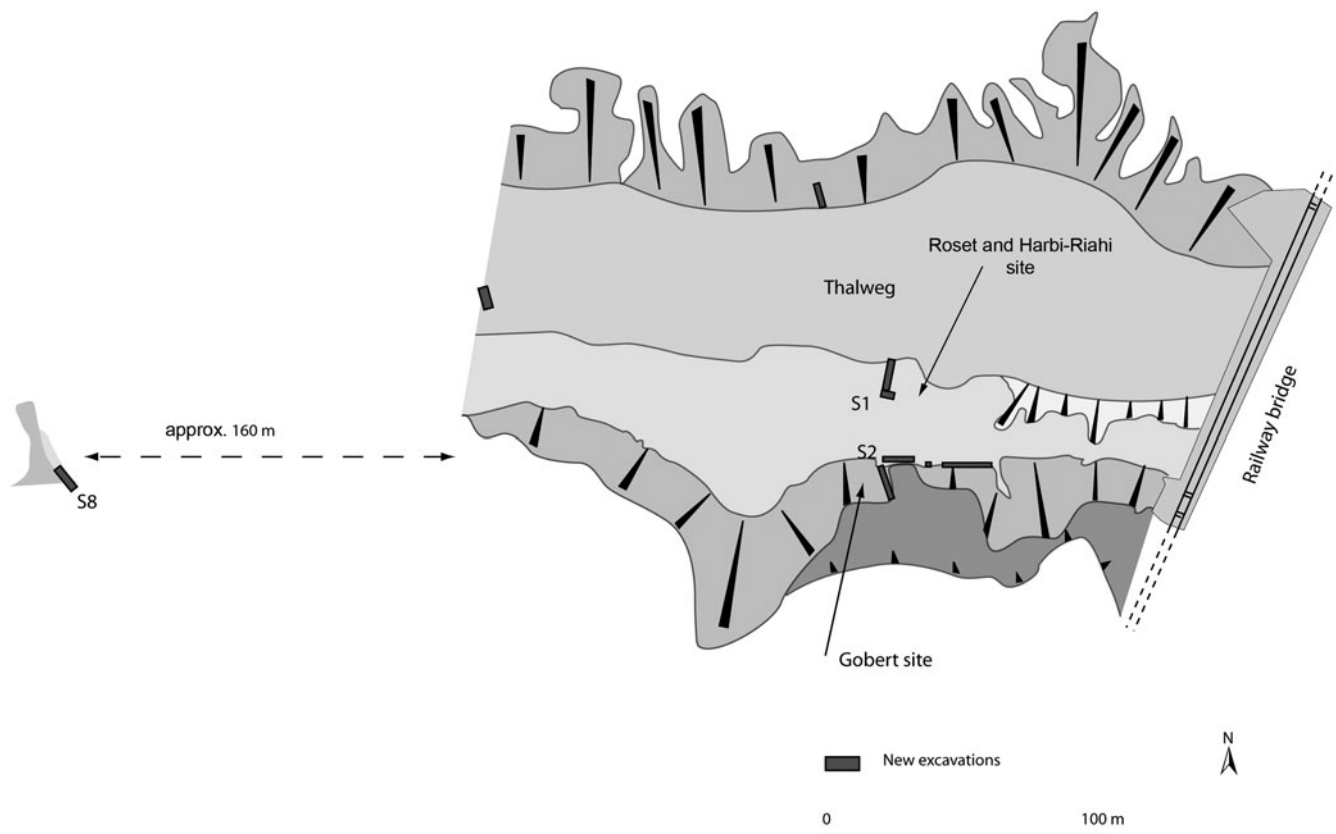 Roset and Harbi-Riahi
site
Thalweg
S1
Railway bridge
approx. 160 m
S2
S8
Gobert site
N
New excavations
0 100 m